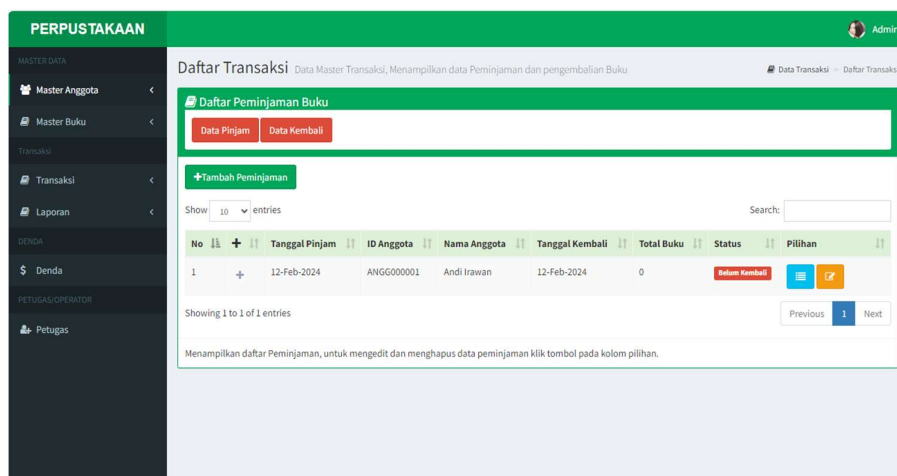 PERPUSTAKAAN
Admin
MASTER DATA
Master Anggota
Master Buku
Transaksi
Transaksi
Laporan
DENDA
Denda
PETUGAS/OPERATOR
Petugas
Daftar Transaksi Data Master Transaksi, Menampilkan data Peminjaman dan pengembalian Buku
Data Transaksi > Daftar Transaks
Daftar Peminjaman Buku
Data Pinjam Data Kembali
+Tambah Peminjaman
Show 10 entries Search:
No + Tanggal Pinjam ID Anggota Nama Anggota Tanggal Kembali Total Buku Status Pilihan
1 + 12-Feb-2024 ANGG000001 Andi Irawan 12-Feb-2024 0 Belum Kembali
Showing 1 to 1 of 1 entries Previous 1 Next
Menampilkan daftar Peminjaman, untuk mengedit dan menghapus data peminjaman klik tombol pada kolom pilihan.